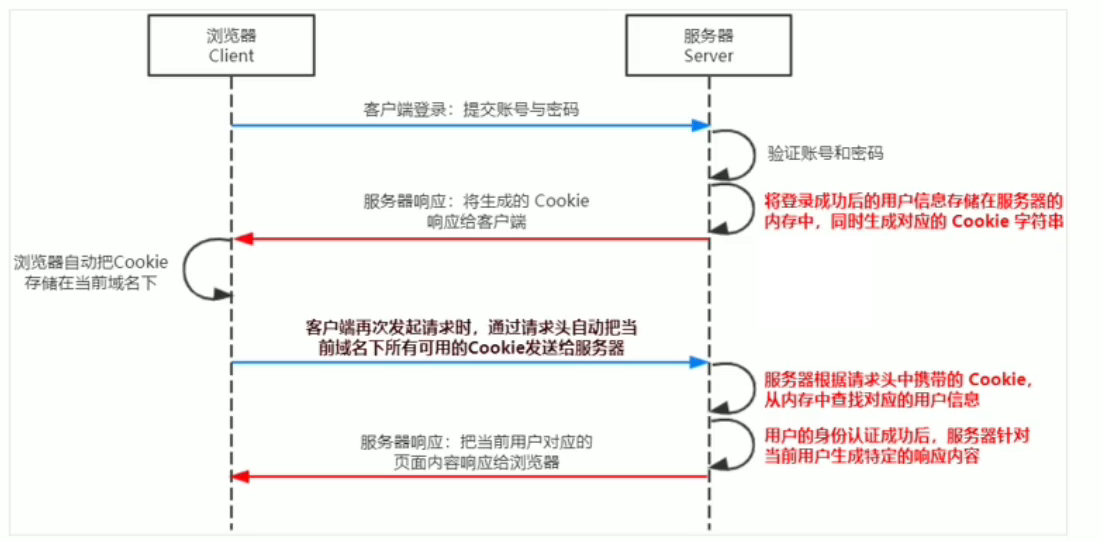 浏览器
Client
服务器
Server
客户端登录：提交账号与密码
验证账号和密码
将登录成功后的用户信息存储在服务器的
内存中，同时生成对应的 Cookie 字符串
服务器响应：将生成的 Cookie
响应给客户端
浏览器自动把Cookie
存储在当前域名下
客户端再次发起请求时，通过请求头自动把当
前域名下所有可用的Cookie发送给服务器
服务器根据请求头中携带的 Cookie，
从内存中查找对应的用户信息
用户的身份认证成功后，服务器针对
当前用户生成特定的响应内容
服务器响应：把当前用户对应的
页面内容响应给浏览器